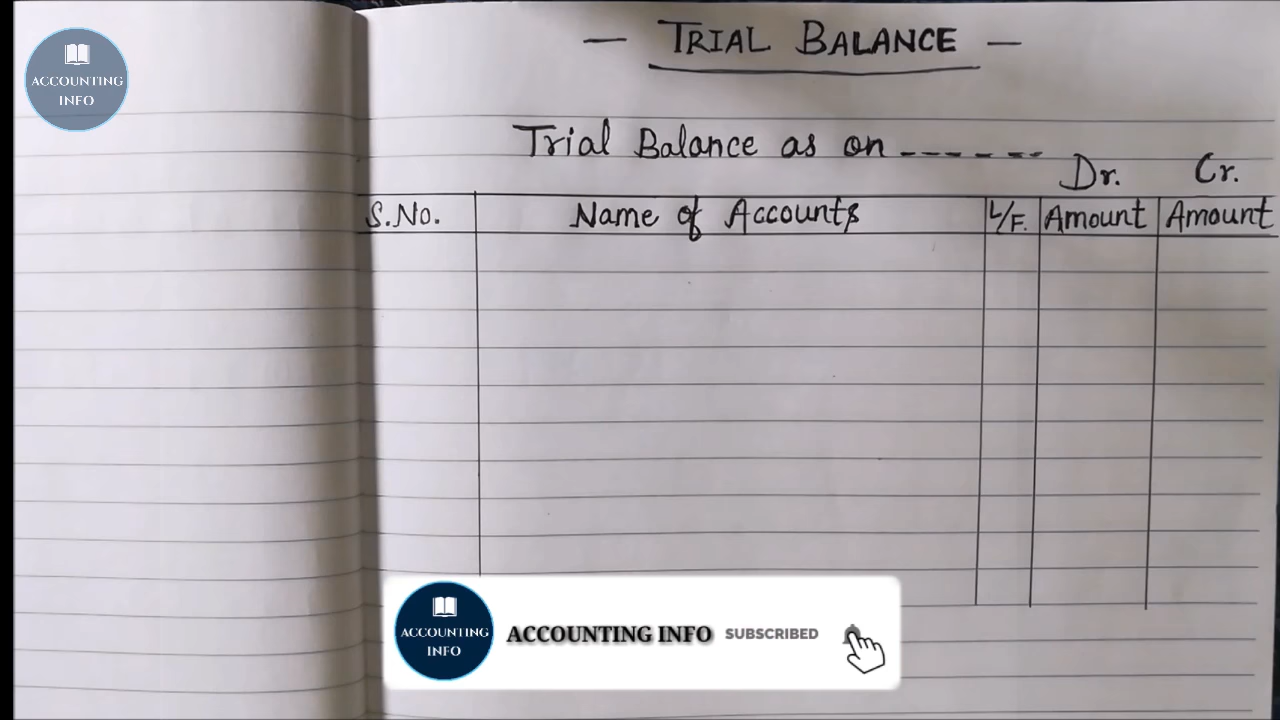 ACCOUNTING
INFO
— TRIAL BALANCE —
Trial Balance as on ------
Dr. Cr.
S.No. Name of Accounts L/F. Amount Amount
ACCOUNTING
INFO
ACCOUNTING INFO SUBSCRIBED